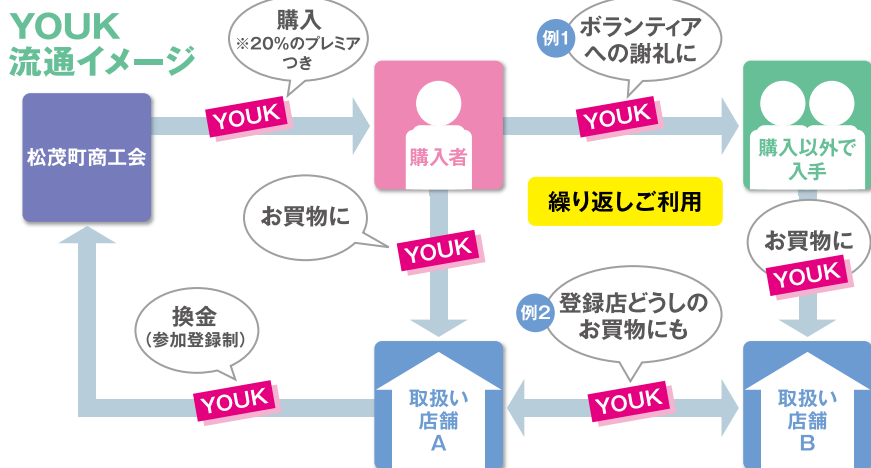 YOUK
流通イメージ
購入
※20%のプレミア
つき
例1
ボランティア
への謝礼に
YOUK
YOUK
松茂町商工会
購入者
購入以外で
入手
繰り返しご利用
お買物に
YOUK
お買物に
YOUK
換金
（参加登録制）
例2
登録店どうしの
お買物にも
YOUK
YOUK
取扱い
店舗
A
取扱い
店舗
B